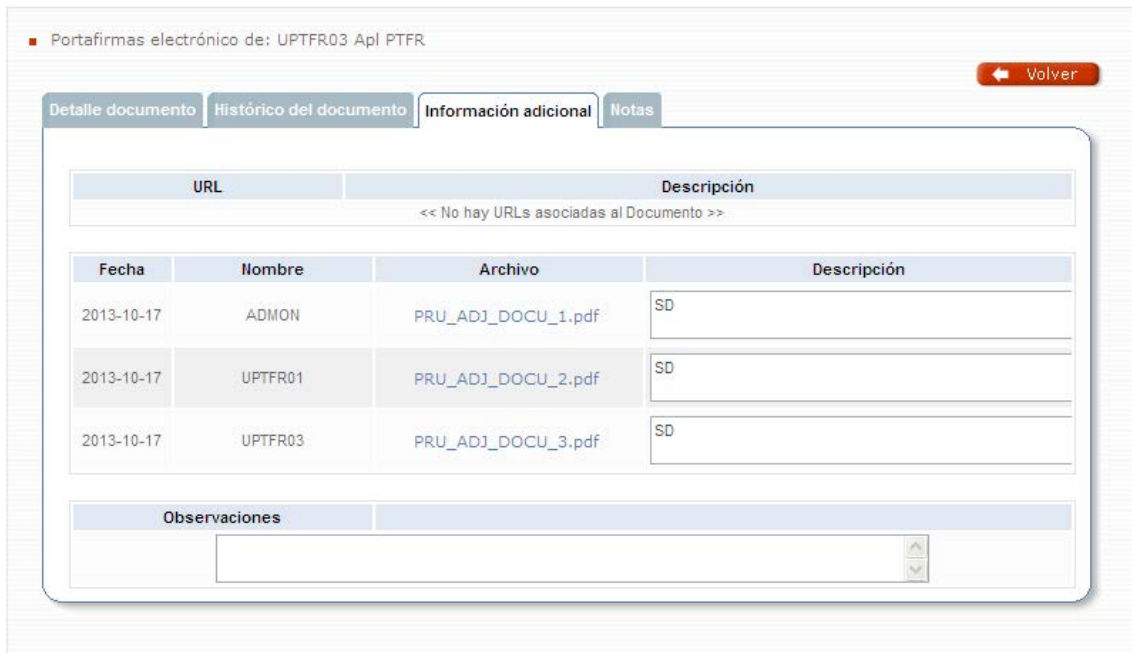 Portafirmas electrónico de: UPTFR03 Apl PTFR
Volver
Detalle documento Histórico del documento Información adicional Notas
URL Descripción
<< No hay URLs asociadas al Documento >>
Fecha Nombre Archivo Descripción
2013-10-17 ADMON PRU_ADJ_DOCU_1.pdf SD
2013-10-17 UPTFR01 PRU_ADJ_DOCU_2.pdf SD
2013-10-17 UPTFR03 PRU_ADJ_DOCU_3.pdf SD
Observaciones